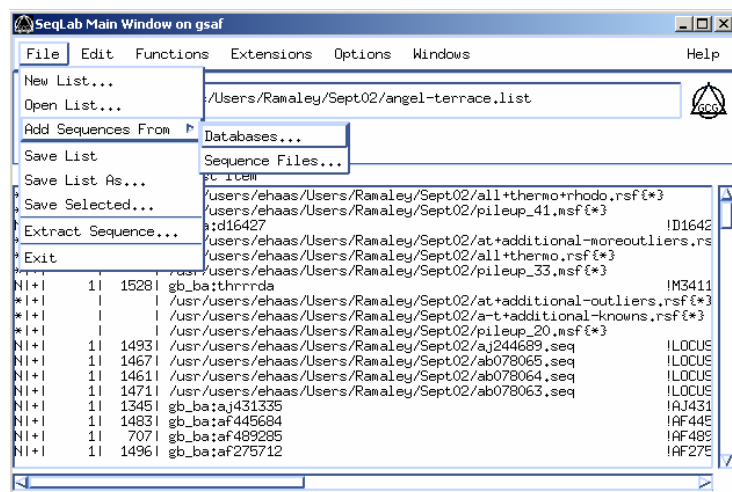 SeqLab Main Window on gsaf
File Edit Functions Extensions Options Windows Help
New List...
Open List...
:/Users/Ramaley/Sept02/angel-terrace.list
GCG
Add Sequences From
Databases...
Save List
Sequence Files...
Save List As...
st Item
/users/ehaas/Users/Ramaley/Sept02/all+thermo+rhodo.rsf{*}
Save Selected...
/users/ehaas/Users/Ramaley/Sept02/pileup_41.msf{*}
a:d16427 !D1642
Extract Sequence...
/users/ehaas/Users/Ramaley/Sept02/at+additional-moreoutliers.rs
Exit
/users/ehaas/Users/Ramaley/Sept02/all+thermo.rsf{*}
*|+| | | /usr/users/ehaas/Users/Ramaley/Sept02/pileup_33.msf{*}
N|+| 1| 1528| gb_ba:thrrrda !M3411
*|+| | | /usr/users/ehaas/Users/Ramaley/Sept02/at+additional-outliers.rsf{*}
*|+| | | /usr/users/ehaas/Users/Ramaley/Sept02/a-t+additional-knowns.rsf{*}
*|+| | | /usr/users/ehaas/Users/Ramaley/Sept02/pileup_20.msf{*}
N|+| 1| 1493| /usr/users/ehaas/Users/Ramaley/Sept02/aj244689.seq !LOCUS
N|+| 1| 1467| /usr/users/ehaas/Users/Ramaley/Sept02/ab078065.seq !LOCUS
N|+| 1| 1461| /usr/users/ehaas/Users/Ramaley/Sept02/ab078064.seq !LOCUS
N|+| 1| 1471| /usr/users/ehaas/Users/Ramaley/Sept02/ab078063.seq !LOCUS
N|+| 1| 1345| gb_ba:aj431335 !AJ431
N|+| 1| 1483| gb_ba:af445684 !AF445
N|+| 1| 707| gb_ba:af489285 !AF489
N|+| 1| 1496| gb_ba:af275712 !AF275